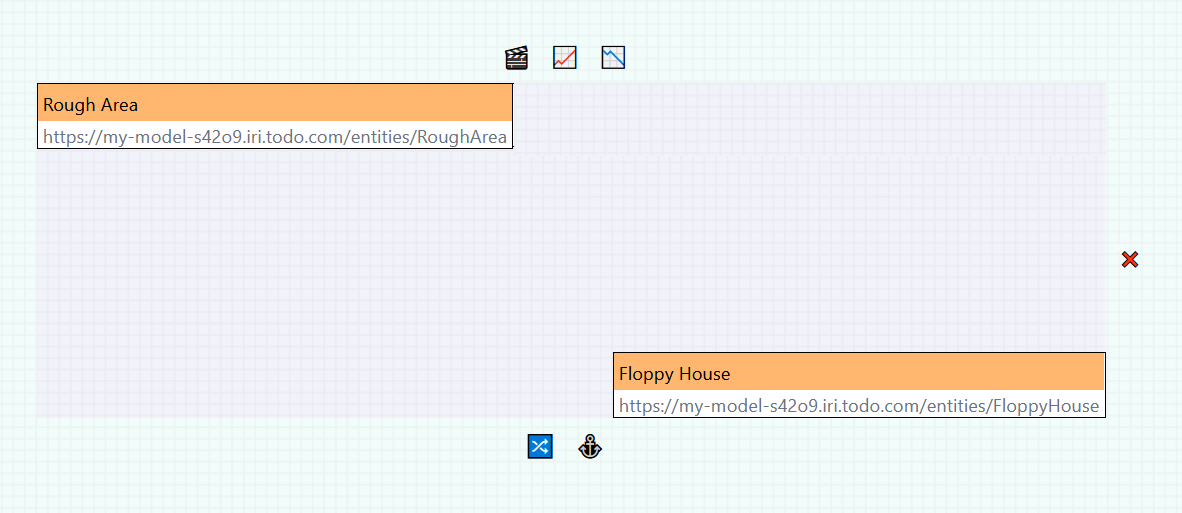 Rough Area
https://my-model-s42o9.iri.todo.com/entities/RoughArea
Floppy House
https://my-model-s42o9.iri.todo.com/entities/FloppyHouse